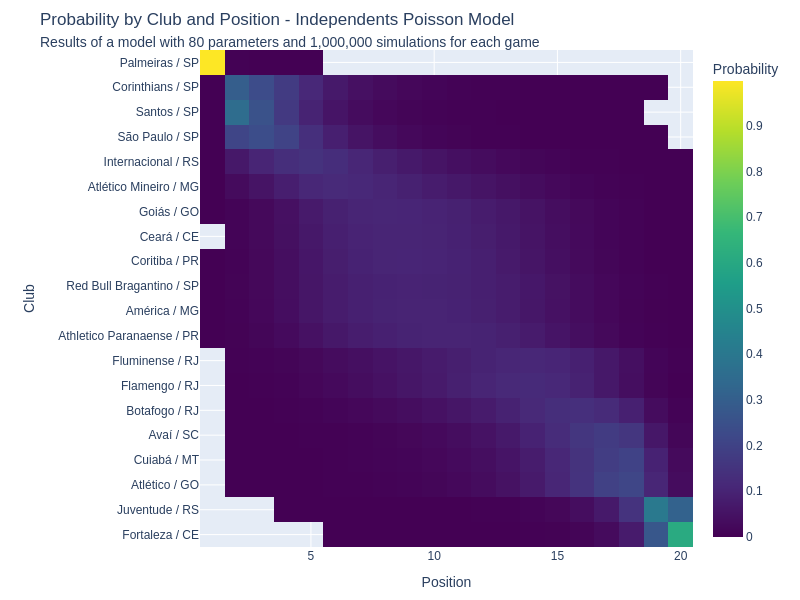 Probability by Club and Position - Independents Poisson Model
Results of a model with 80 parameters and 1,000,000 simulations for each game
Probability
Palmeiras / SP
Corinthians / SP
Santos / SP
São Paulo / SP
Internacional / RS
Atlético Mineiro / MG
Goiás / GO
Ceará / CE
Coritiba / PR
Red Bull Bragantino / SP
América / MG
Athletico Paranaense / PR
Fluminense / RJ
Flamengo / RJ
Botafogo / RJ
Avaí / SC
Cuiabá / MT
Atlético / GO
Juventude / RS
Fortaleza / CE
Club
0.9
0.8
0.7
0.6
0.5
0.4
0.3
0.2
0.1
0
5 10 15 20
Position